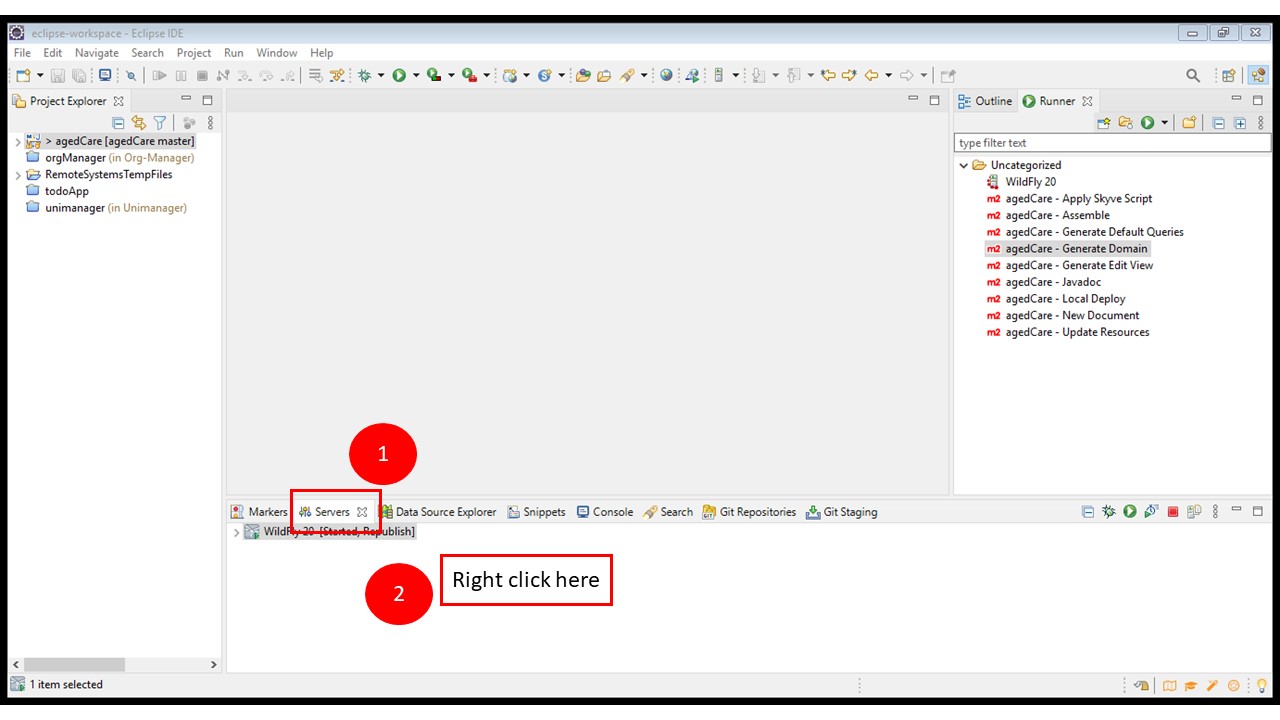 eclipse-workspace - Eclipse IDE
File Edit Navigate Search Project Run Window Help
Project Explorer
> agedCare [agedCare master]
orgManager (in Org-Manager)
RemoteSystemsTempFiles
todoApp
unimanager (in Unimanager)
Outline Runner
type filter text
Uncategorized
WildFly 20
m2 agedCare - Apply Skyve Script
m2 agedCare - Assemble
m2 agedCare - Generate Default Queries
m2 agedCare - Generate Domain
m2 agedCare - Generate Edit View
m2 agedCare - Javadoc
m2 agedCare - Local Deploy
m2 agedCare - New Document
m2 agedCare - Update Resources
1
Markers Servers Data Source Explorer Snippets Console Search Git Repositories Git Staging
WildFly 20 [Started, Republish]
2
Right click here
1 item selected